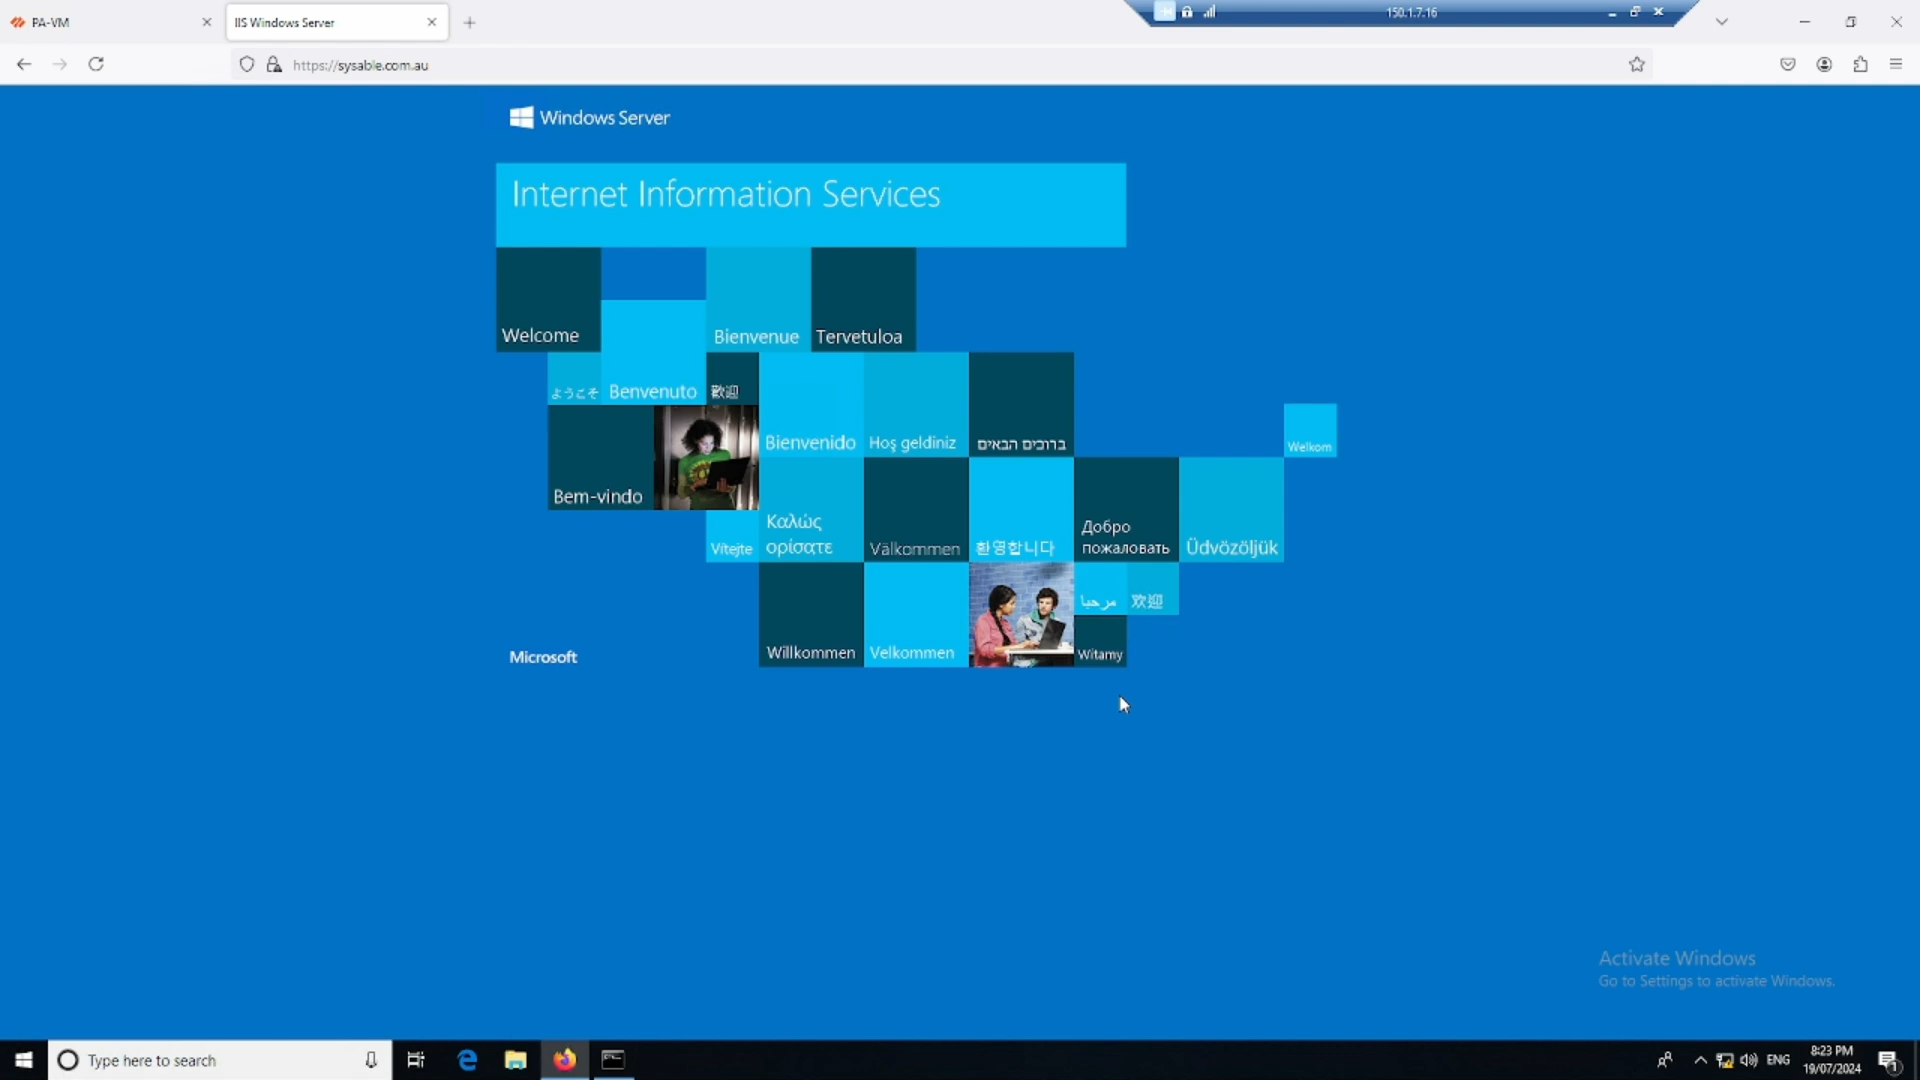 PA-VM
IIS Windows Server
150.1.7.16
https://sysable.com.au
Windows Server
Internet Information Services
Welcome
Bienvenue
Tervetuloa
ようこそ
Benvenuto
歡迎
Bienvenido
Hoş geldiniz
ברוכים הבאים
Welkom
Bem-vindo
Vítejte
Καλώς
ορίσατε
Välkommen
환영합니다
Добро
пожаловать
Üdvözöljük
Microsoft
Willkommen
Velkommen
مرحبا
欢迎
Witamy
Activate Windows
Go to Settings to activate Windows.
Type here to search
ENG
8:23 PM
19/07/2024
1